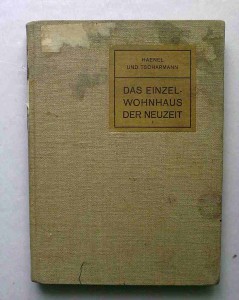 HAENEL
UND TSCHARMANN
DAS EINZEL-
WOHNHAUS
DER NEUZEIT